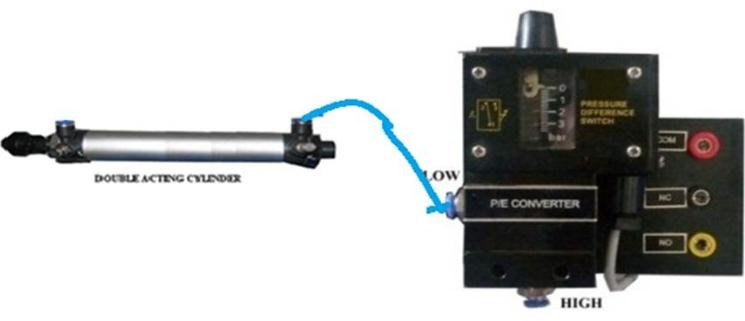 DOUBLE ACTING CYLINDER
0
1
2
3
bar
PRESSURE
DIFFERENCE
SWITCH
COM
LOW
P/E CONVERTER
NC
NO
HIGH